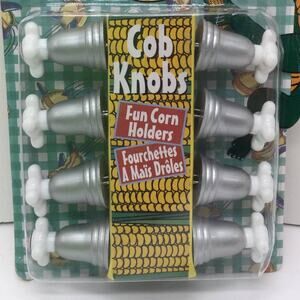 Cob
Knobs
Fun Corn
Holders
Fourchettes
A Maïs Drôles